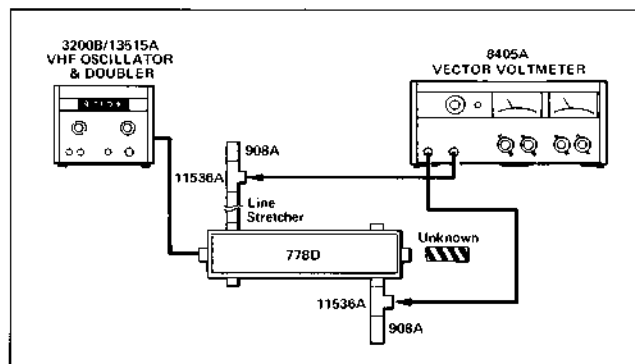 3200B/13515A
VHF OSCILLATOR
& DOUBLER
8405A
VECTOR VOLTMETER
908A
11536A
Line
Stretcher
Unknown
778D
11536A
908A